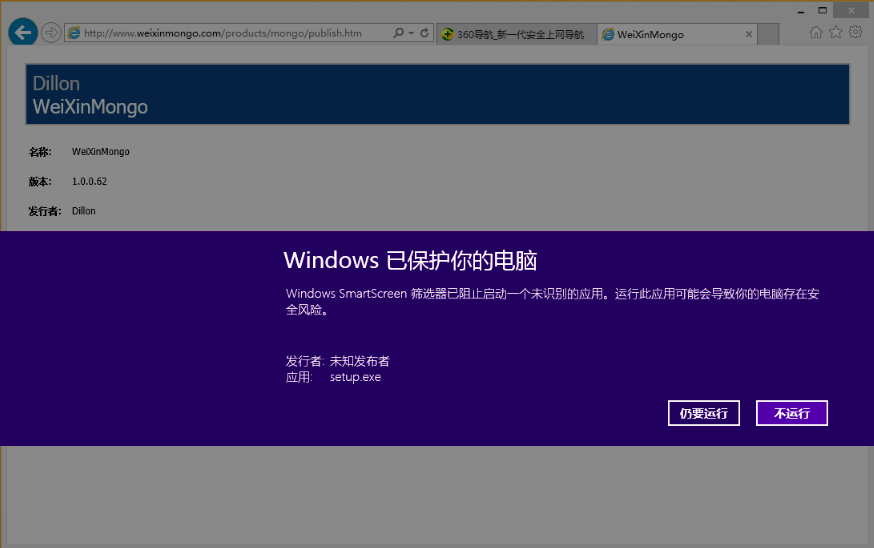 http://www.weixinmongo.com/products/mongo/publish.htm
360导航_新一代安全上网导航
WeiXinMongo
Dillon
WeiXinMongo
名称: WeiXinMongo
版本: 1.0.0.62
发行者: Dillon
Windows 已保护你的电脑
Windows SmartScreen 筛选器已阻止启动一个未识别的应用。运行此应用可能会导致你的电脑存在安
全风险。
发行者: 未知发布者
应用: setup.exe
仍要运行
不运行